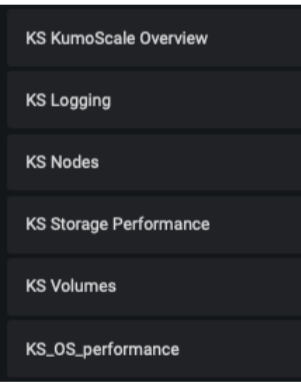 KS KumoScale Overview
KS Logging
KS Nodes
KS Storage Performance
KS Volumes
KS_OS_performance